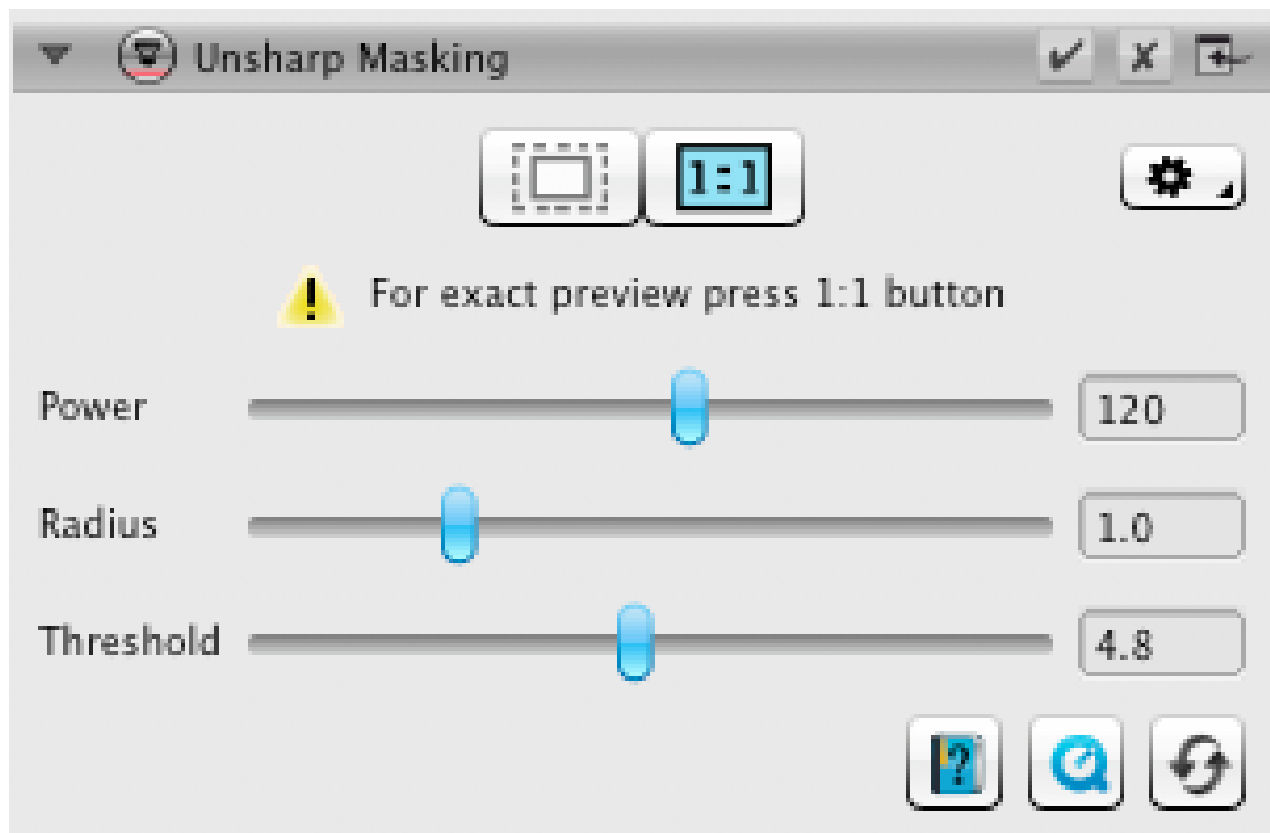 Unsharp Masking
1:1
For exact preview press 1:1 button
Power 120
Radius 1.0
Threshold 4.8
?